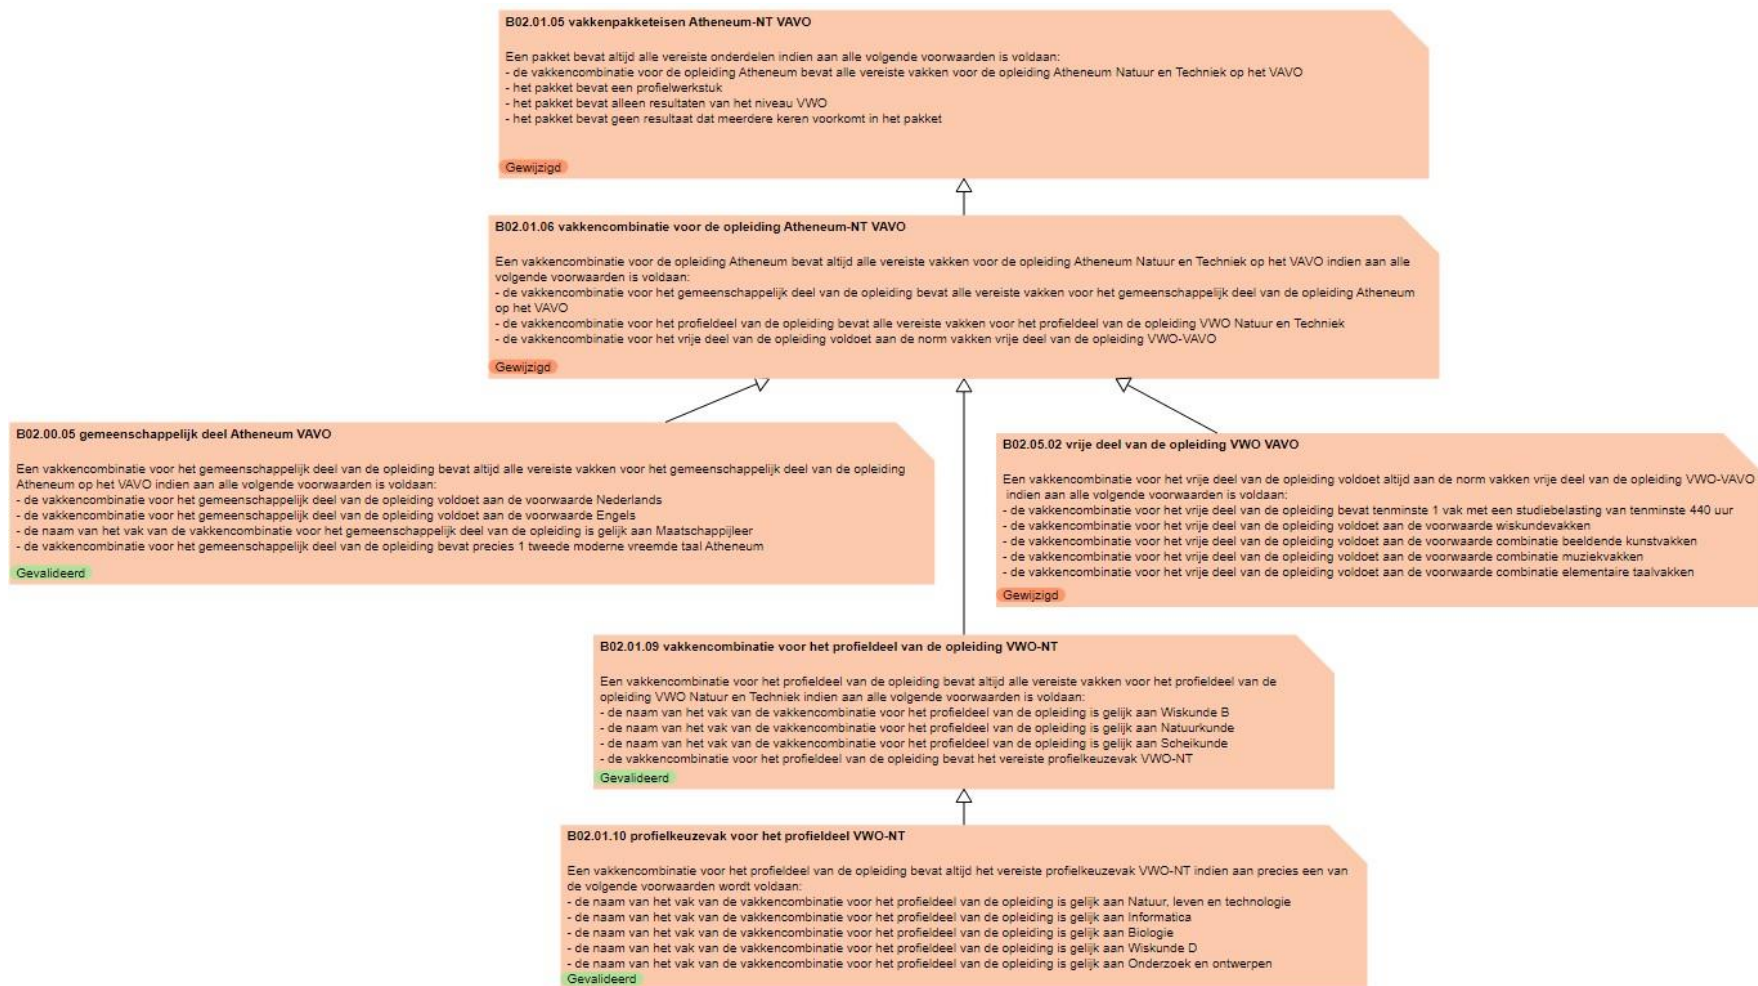 B02.01.05 vakkenpakketeisen Atheneum-NT VAVO
Een pakket bevat altijd alle vereiste onderdelen indien aan alle volgende voorwaarden is voldaan:
- de vakkencombinatie voor de opleiding Atheneum bevat alle vereiste vakken voor de opleiding Atheneum Natuur en Techniek op het VAVO
- het pakket bevat een profielwerkstuk
- het pakket bevat alleen resultaten van het niveau VWO
- het pakket bevat geen resultaat dat meerdere keren voorkomt in het pakket
Gewijzigd
B02.01.06 vakkencombinatie voor de opleiding Atheneum-NT VAVO
Een vakkencombinatie voor de opleiding Atheneum bevat altijd alle vereiste vakken voor de opleiding Atheneum Natuur en Techniek op het VAVO indien aan alle
volgende voorwaarden is voldaan:
- de vakkencombinatie voor het gemeenschappelijk deel van de opleiding bevat alle vereiste vakken voor het gemeenschappelijk deel van de opleiding Atheneum
op het VAVO
- de vakkencombinatie voor het profieldeel van de opleiding bevat alle vereiste vakken voor het profieldeel van de opleiding VWO Natuur en Techniek
- de vakkencombinatie voor het vrije deel van de opleiding voldoet aan de norm vakken vrije deel van de opleiding VWO-VAVO
Gewijzigd
B02.00.05 gemeenschappelijk deel Atheneum VAVO
Een vakkencombinatie voor het gemeenschappelijk deel van de opleiding bevat altijd alle vereiste vakken voor het gemeenschappelijk deel van de opleiding
Atheneum op het VAVO indien aan alle volgende voorwaarden is voldaan:
- de vakkencombinatie voor het gemeenschappelijk deel van de opleiding voldoet aan de voorwaarde Nederlands
- de vakkencombinatie voor het gemeenschappelijk deel van de opleiding voldoet aan de voorwaarde Engels
- de naam van het vak van de vakkencombinatie voor het gemeenschappelijk deel van de opleiding is gelijk aan Maatschappijleer
- de vakkencombinatie voor het gemeenschappelijk deel van de opleiding bevat precies 1 tweede moderne vreemde taal Atheneum
Gevalideerd
B02.05.02 vrije deel van de opleiding VWO VAVO
Een vakkencombinatie voor het vrije deel van de opleiding voldoet altijd aan de norm vakken vrije deel van de opleiding VWO-VAVO
indien aan alle volgende voorwaarden is voldaan:
- de vakkencombinatie voor het vrije deel van de opleiding bevat tenminste 1 vak met een studiebelasting van tenminste 440 uur
- de vakkencombinatie voor het vrije deel van de opleiding voldoet aan de voorwaarde wiskundevakken
- de vakkencombinatie voor het vrije deel van de opleiding voldoet aan de voorwaarde combinatie beeldende kunstvakken
- de vakkencombinatie voor het vrije deel van de opleiding voldoet aan de voorwaarde combinatie muziekvakken
- de vakkencombinatie voor het vrije deel van de opleiding voldoet aan de voorwaarde combinatie elementaire taalvakken
Gewijzigd
B02.01.09 vakkencombinatie voor het profieldeel van de opleiding VWO-NT
Een vakkencombinatie voor het profieldeel van de opleiding bevat altijd alle vereiste vakken voor het profieldeel van de
opleiding VWO Natuur en Techniek indien aan alle volgende voorwaarden is voldaan:
- de naam van het vak van de vakkencombinatie voor het profieldeel van de opleiding is gelijk aan Wiskunde B
- de naam van het vak van de vakkencombinatie voor het profieldeel van de opleiding is gelijk aan Natuurkunde
- de naam van het vak van de vakkencombinatie voor het profieldeel van de opleiding is gelijk aan Scheikunde
- de vakkencombinatie voor het profieldeel van de opleiding bevat het vereiste profielkeuzevak VWO-NT
Gevalideerd
B02.01.10 profielkeuzevak voor het profieldeel VWO-NT
Een vakkencombinatie voor het profieldeel van de opleiding bevat altijd het vereiste profielkeuzevak VWO-NT indien aan precies een van
de volgende voorwaarden wordt voldaan:
- de naam van het vak van de vakkencombinatie voor het profieldeel van de opleiding is gelijk aan Natuur, leven en technologie
- de naam van het vak van de vakkencombinatie voor het profieldeel van de opleiding is gelijk aan Informatica
- de naam van het vak van de vakkencombinatie voor het profieldeel van de opleiding is gelijk aan Biologie
- de naam van het vak van de vakkencombinatie voor het profieldeel van de opleiding is gelijk aan Wiskunde D
- de naam van het vak van de vakkencombinatie voor het profieldeel van de opleiding is gelijk aan Onderzoek en ontwerpen
Gevalideerd